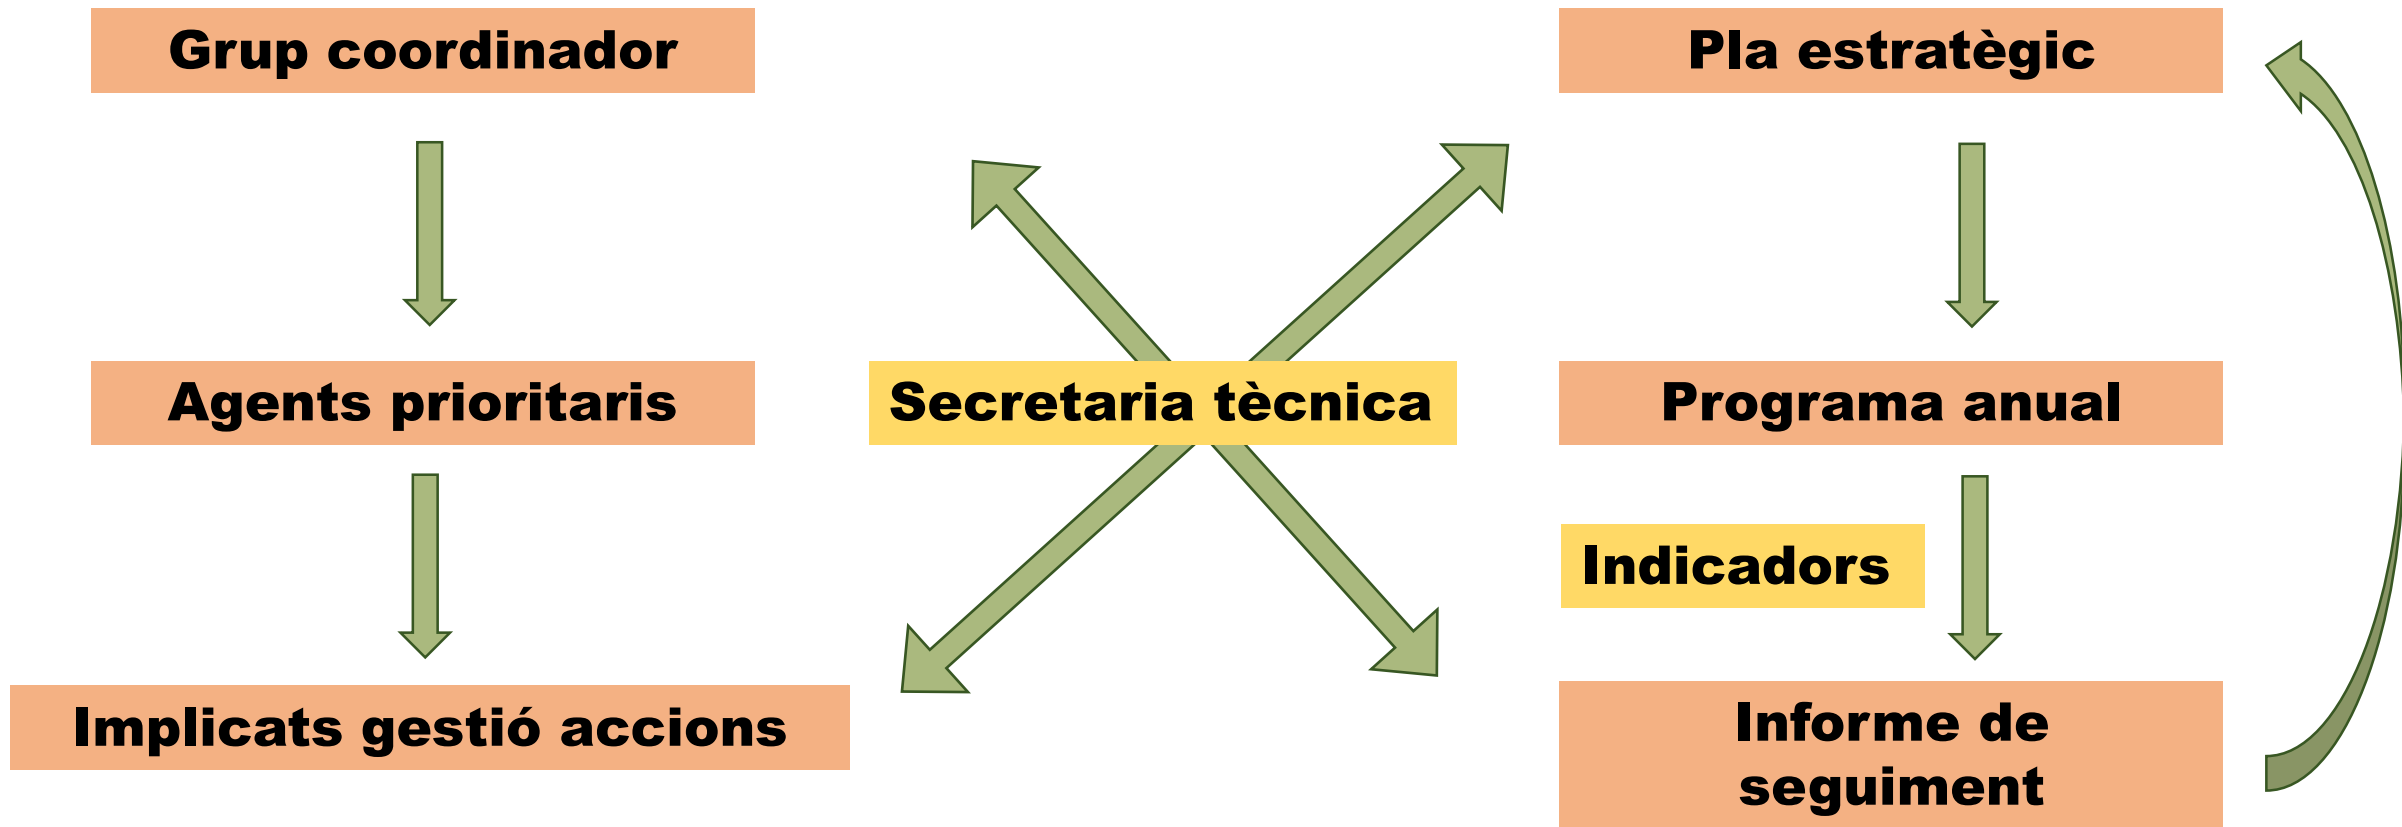 Grup coordinador
Pla estratègic
Agents prioritaris
Secretaria tècnica
Programa anual
Indicadors
Implicats gestió accions
Informe de
seguiment